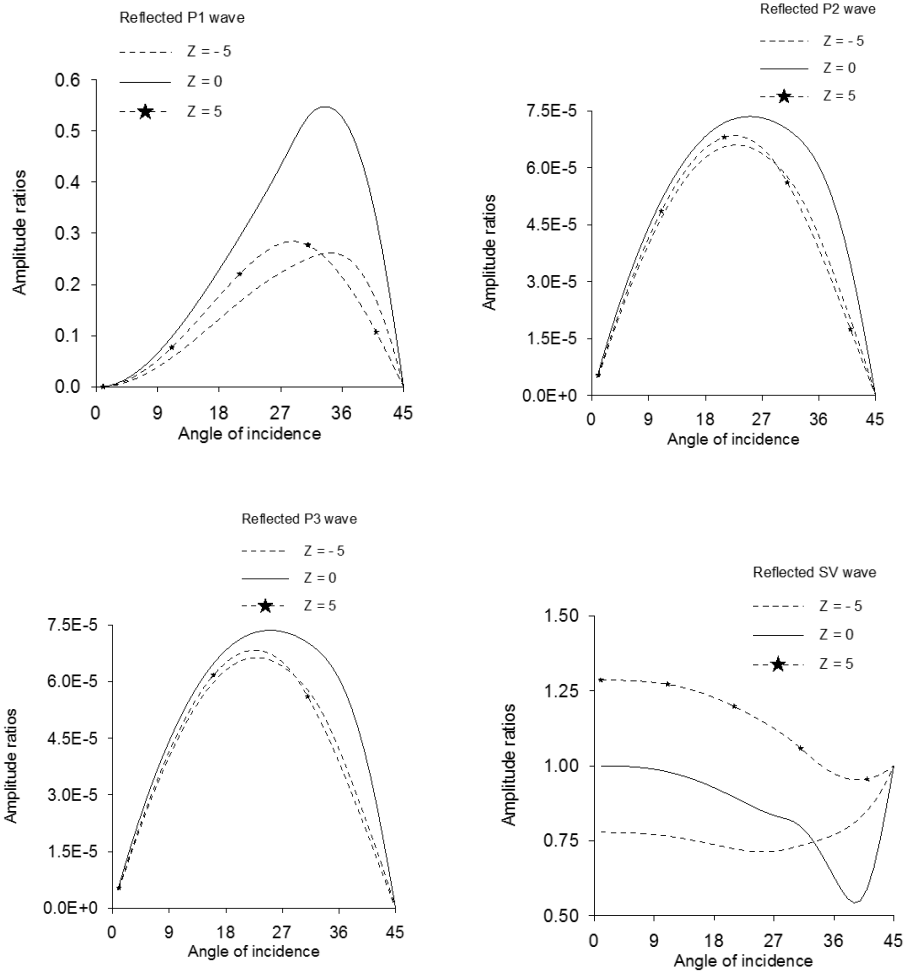 Reflected P1 wave
Z = - 5
Z = 0
Z = 5
0.6
0.5
0.4
0.3
0.2
0.1
0.0
Amplitude ratios
0 9 18 27 36 45
Angle of incidence
Reflected P2 wave
Z = - 5
Z = 0
Z = 5
7.5E-5
6.0E-5
4.5E-5
3.0E-5
1.5E-5
0.0E+0
Amplitude ratios
0 9 18 27 36 45
Angle of incidence
Reflected P3 wave
Z = - 5
Z = 0
Z = 5
7.5E-5
6.0E-5
4.5E-5
3.0E-5
1.5E-5
0.0E+0
Amplitude ratios
0 9 18 27 36 45
Angle of incidence
Reflected SV wave
Z = - 5
Z = 0
Z = 5
1.50
1.25
1.00
0.75
0.50
Amplitude ratios
0 9 18 27 36 45
Angle of incidence